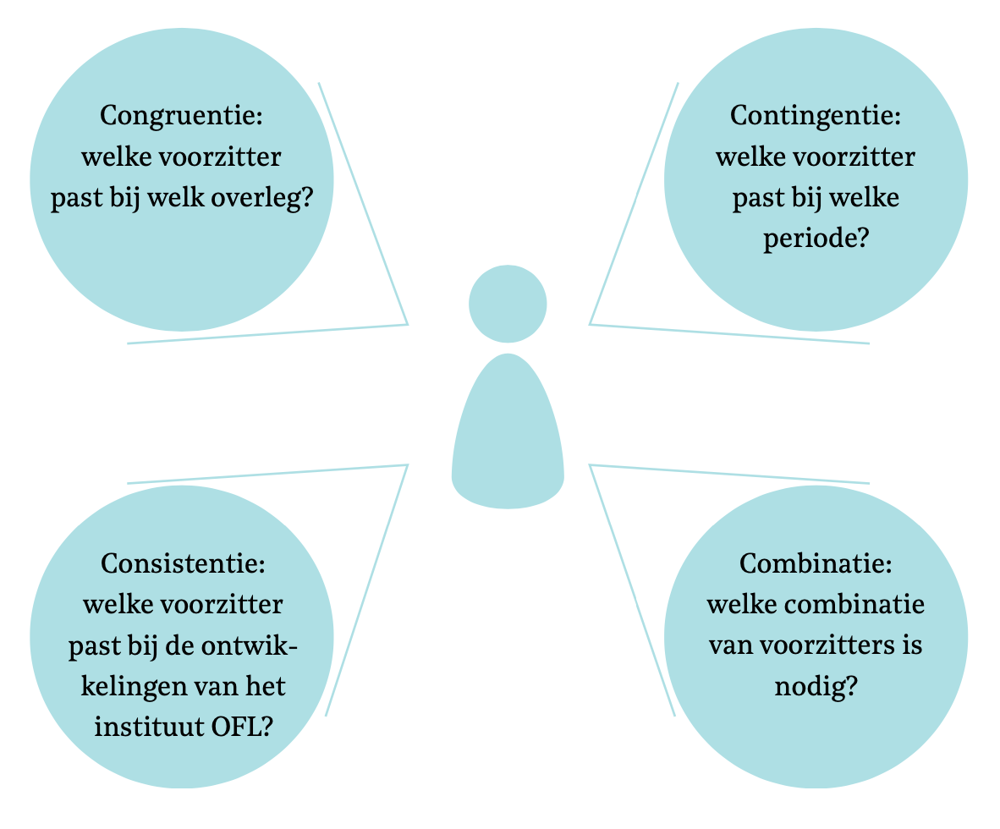 Congruentie:
welke voorzitter
past bij welk overleg?
Contingentie:
welke voorzitter
past bij welke
periode?
Consistentie:
welke voorzitter
past bij de ontwik-
kelingen van het
instituut OFL?
Combinatie:
welke combinatie
van voorzitters is
nodig?